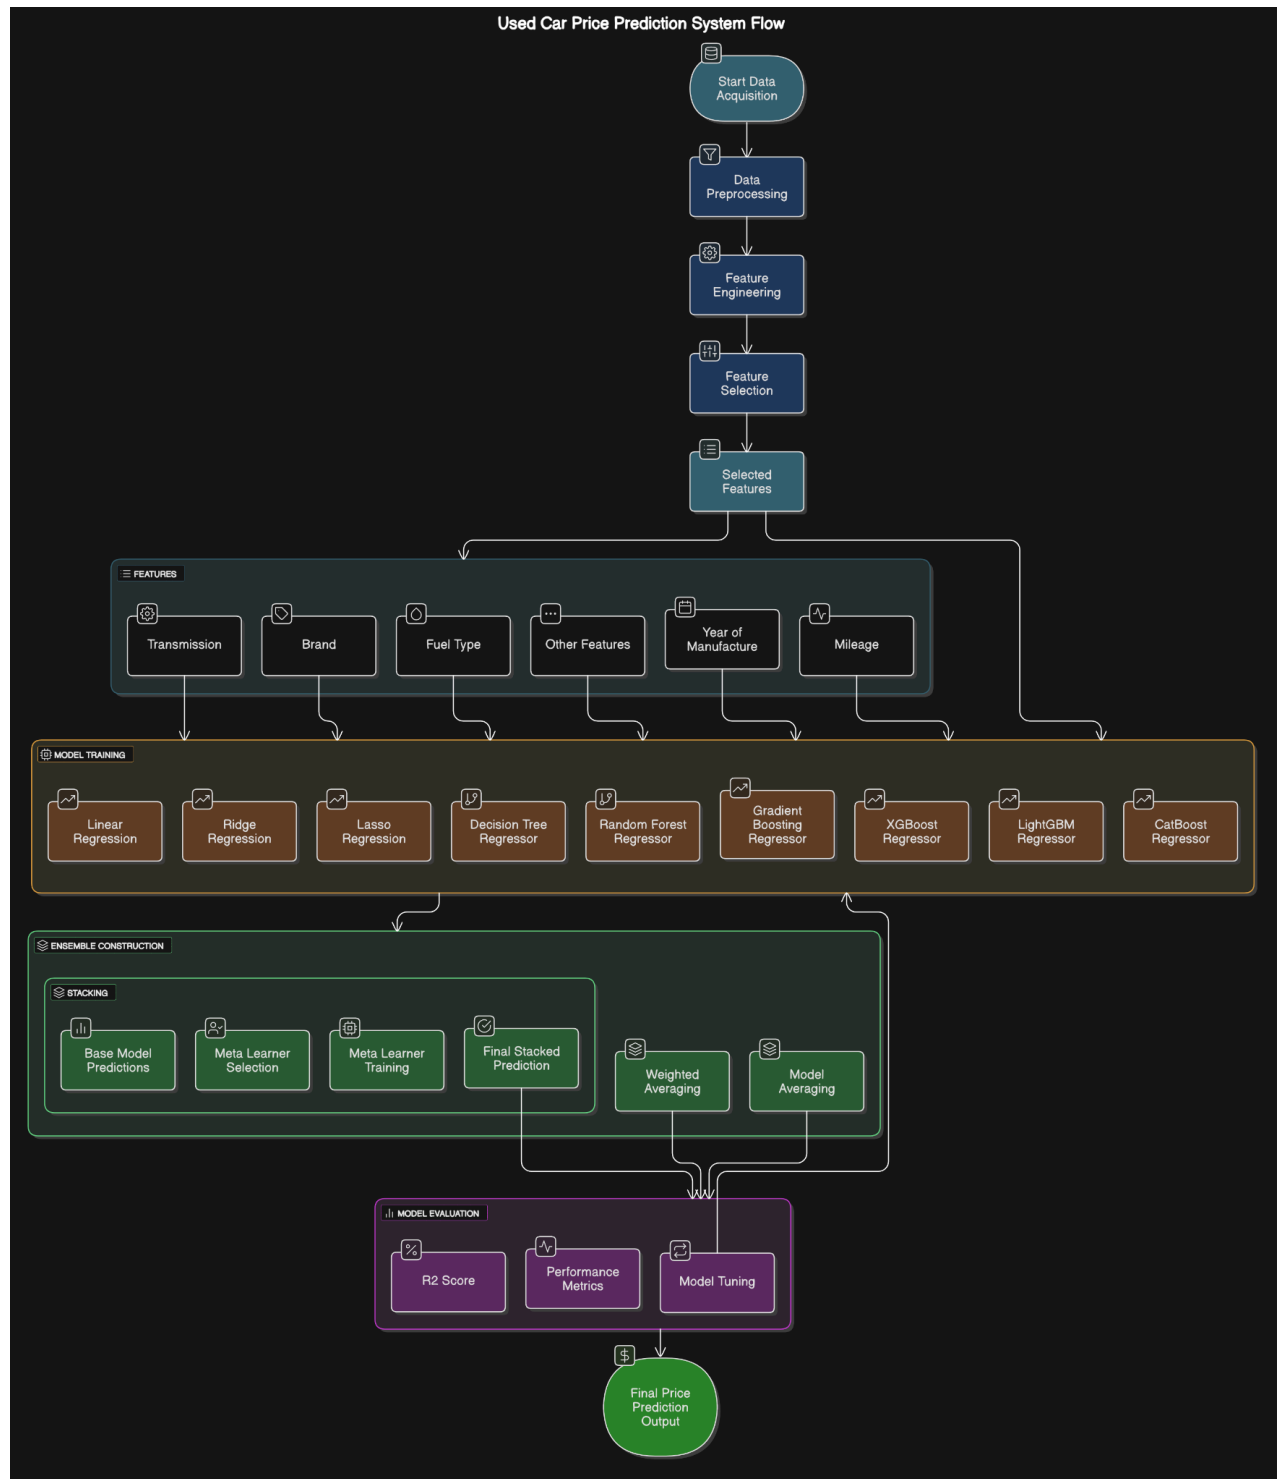 Used Car Price Prediction System Flow
Start Data
Acquisition
Data
Preprocessing
Feature
Engineering
Feature
Selection
Selected
Features
FEATURES
Transmission
Brand
Fuel Type
Other Features
Year of
Manufacture
Mileage
MODEL TRAINING
Linear
Regression
Ridge
Regression
Lasso
Regression
Decision Tree
Regressor
Random Forest
Regressor
Gradient
Boosting
Regressor
XGBoost
Regressor
LightGBM
Regressor
CatBoost
Regressor
ENSEMBLE CONSTRUCTION
STACKING
Base Model
Predictions
Meta Learner
Selection
Meta Learner
Training
Final Stacked
Prediction
Weighted
Averaging
Model
Averaging
MODEL EVALUATION
R2 Score
Performance
Metrics
Model Tuning
Final Price
Prediction
Output